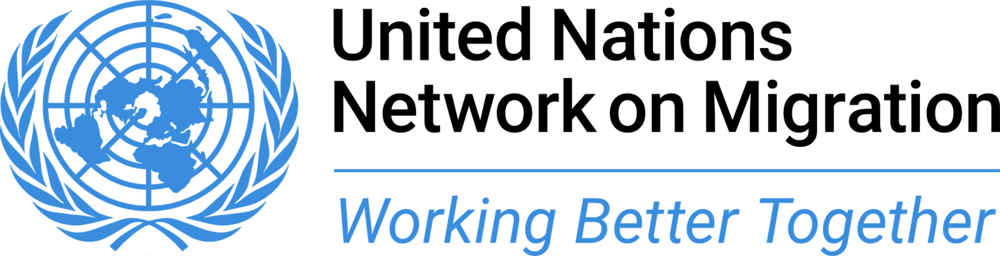 United Nations
Network on Migration
Working Better Together